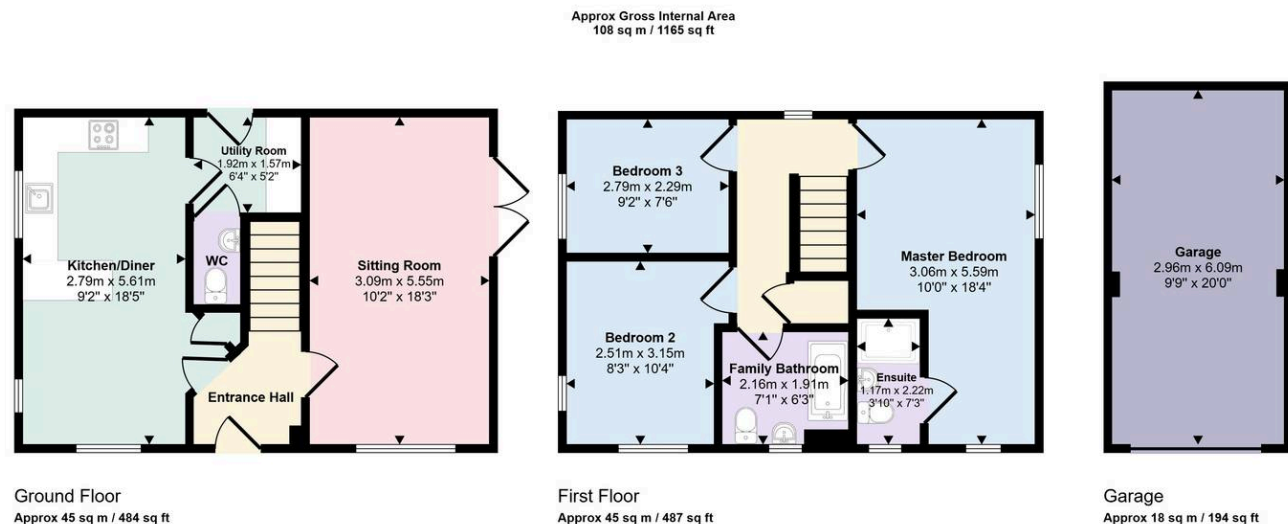 Approx Gross Internal Area
108 sq m / 1165 sq ft
Utility Room
1.92m x 1.57m
6'4" x 5'2"
WC
Kitchen/Diner
2.79m x 5.61m
9'2" x 18'5"
Sitting Room
3.09m x 5.55m
10'2" x 18'3"
Entrance Hall
Ground Floor
Approx 45 sq m / 484 sq ft
Bedroom 3
2.79m x 2.29m
9'2" x 7'6"
Master Bedroom
3.06m x 5.59m
10'0" x 18'4"
Bedroom 2
2.51m x 3.15m
8'3" x 10'4"
Family Bathroom
2.16m x 1.91m
7'1" x 6'3"
Ensuite
1.17m x 2.22m
3'10" x 7'3"
First Floor
Approx 45 sq m / 487 sq ft
Garage
2.96m x 6.09m
9'9" x 20'0"
Garage
Approx 18 sq m / 194 sq ft